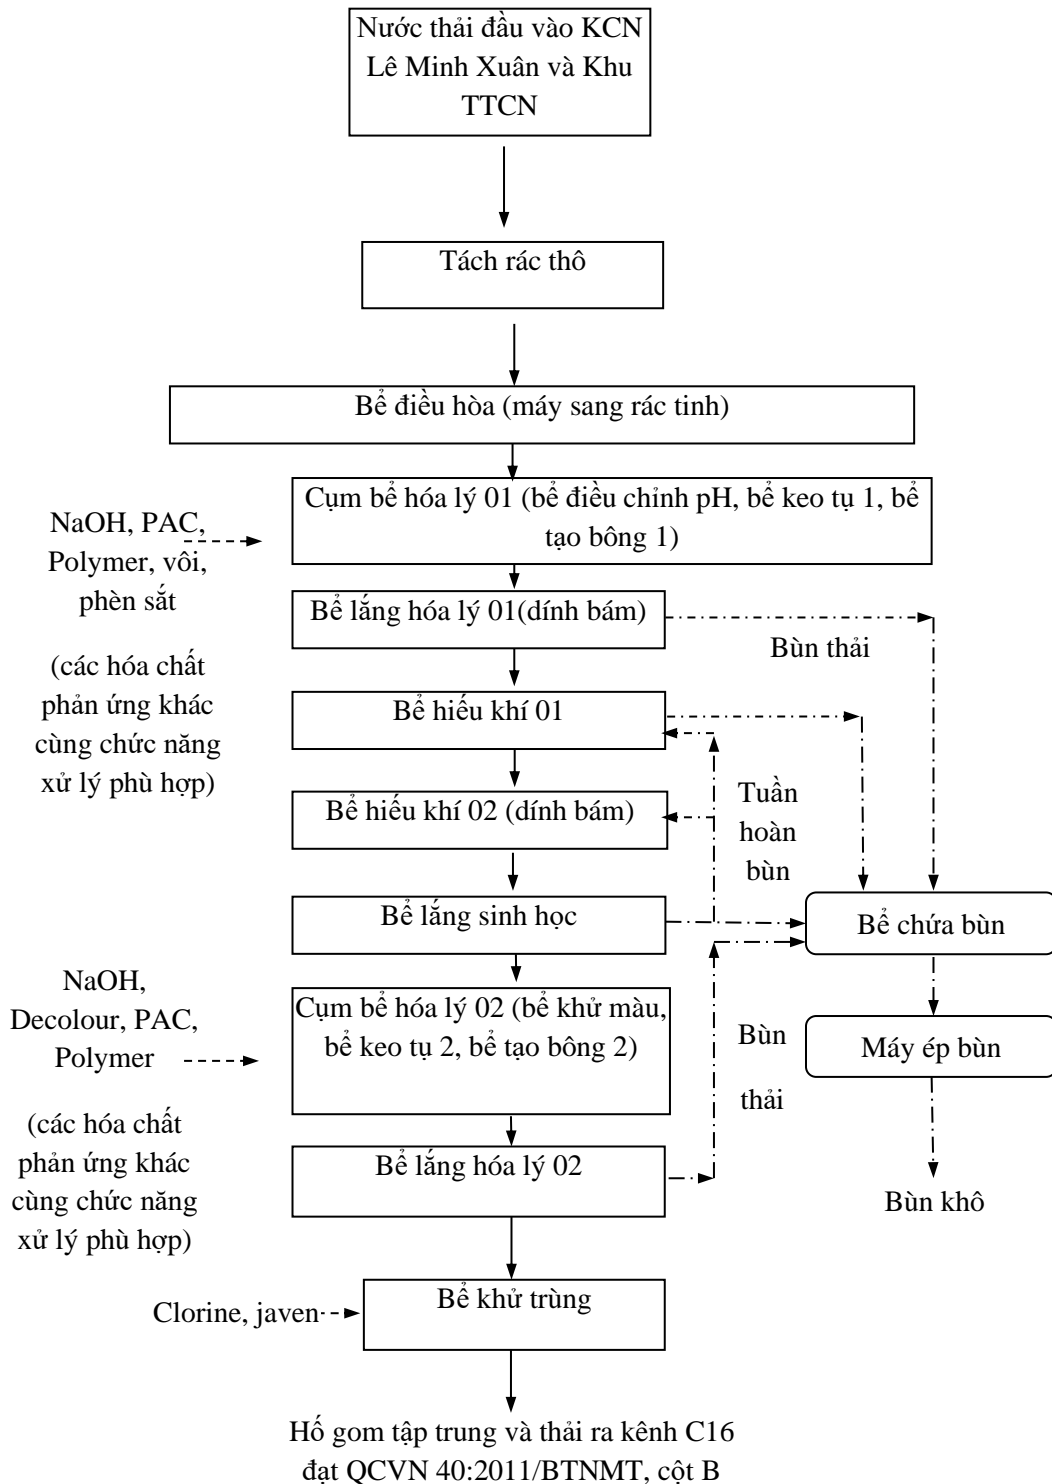 Nước thải đầu vào KCN
Lê Minh Xuân và Khu
TTCN
Tách rác thô
Bể điều hòa (máy sang rác tinh)
Cụm bể hóa lý 01 (bể điều chỉnh pH, bể keo tụ 1, bể
tạo bông 1)
NaOH, PAC,
Polymer, vôi,
phèn sắt
(các hóa chất
phản ứng khác
cùng chức năng
xử lý phù hợp)
Bể lắng hóa lý 01(dính bám)
Bùn thải
Bể hiếu khí 01
Bể hiếu khí 02 (dính bám)
Tuần
hoàn
bùn
Bể lắng sinh học
Bể chứa bùn
NaOH,
Decolour, PAC,
Polymer
(các hóa chất
phản ứng khác
cùng chức năng
xử lý phù hợp)
Cụm bể hóa lý 02 (bể khử màu,
bể keo tụ 2, bể tạo bông 2)
Bùn
thải
Máy ép bùn
Bể lắng hóa lý 02
Bùn khô
Bể khử trùng
Clorine, javen
Hố gom tập trung và thải ra kênh C16
đạt QCVN 40:2011/BTNMT, cột B